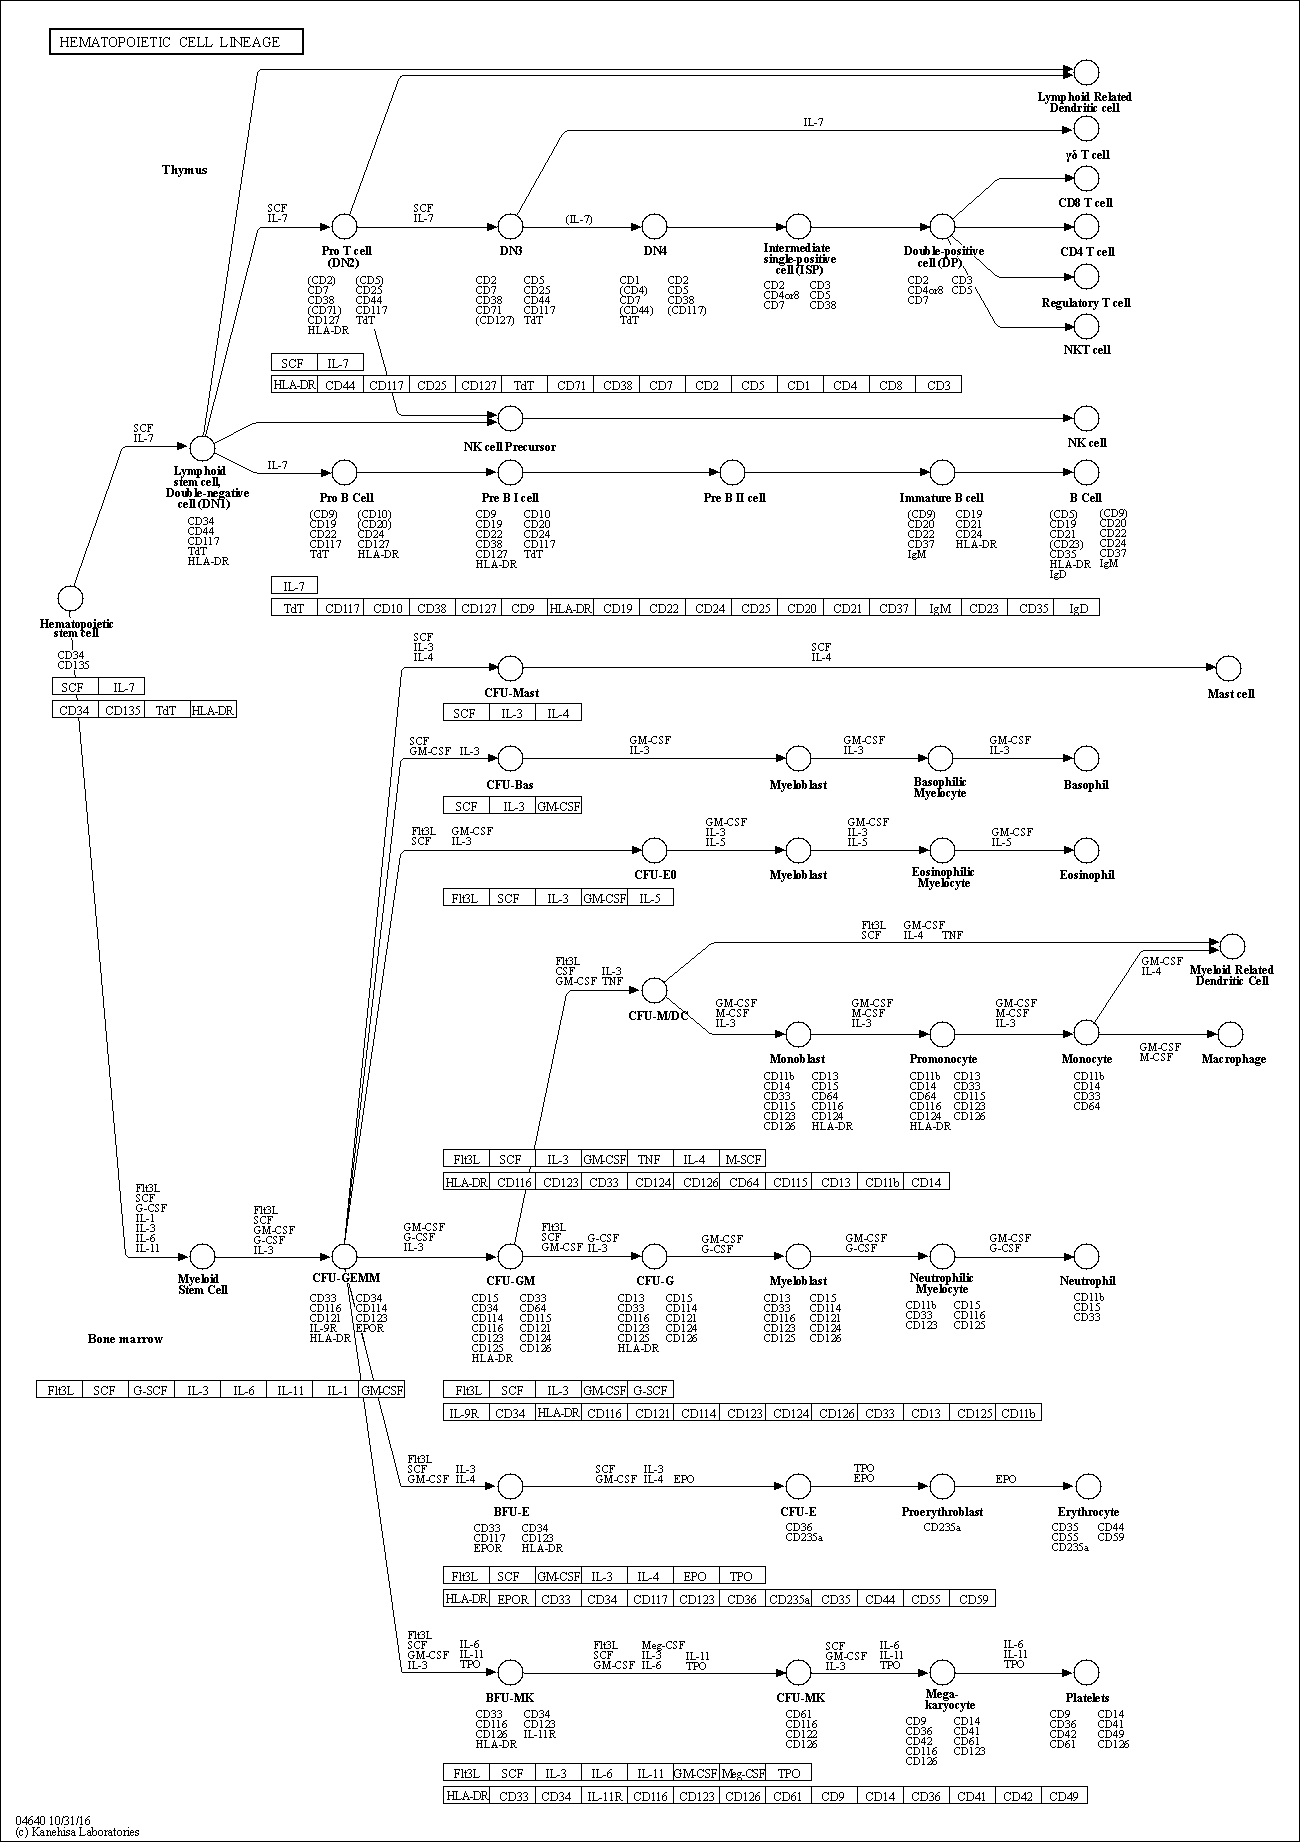 HEMATOPOIETIC CELL LINEAGE
Lymphoid Related
Dendritic cell
IL-7
γδ T cell
Thymus
CD8 T cell
SCF
IL-7
SCF
IL-7
(IL-7)
Pro T cell
(DN2)
DN3
DN4
Intermediate
single-positive
cell (ISP)
Double-positive
cell (DP)
CD4 T cell
(CD2) (CD5)
CD7 CD25
CD38 CD44
(CD71) CD117
CD127 TdT
HLA-DR
CD2 CD5
CD7 CD25
CD38 CD44
CD71 CD117
(CD127) TdT
CD1 CD2
(CD4) CD5
CD7 CD38
(CD44) (CD117)
TdT
CD2 CD3
CD4or8 CD5
CD7 CD38
CD2 CD3
CD4or8 CD5
CD7
Regulatory T cell
NKT cell
SCF IL-7
HLA-DR CD44 CD117 CD25 CD127 TdT CD71 CD38 CD7 CD2 CD5 CD1 CD4 CD8 CD3
SCF
IL-7
NK cell Precursor
NK cell
Lymphoid
stem cell,
Double-negative
cell (DN1)
CD34
CD44
CD117
TdT
HLA-DR
IL-7
Pro B Cell
Pre B I cell
Pre B II cell
Immature B cell
B Cell
(CD9) (CD10)
CD19 (CD20)
CD22 CD24
CD117 CD127
TdT HLA-DR
CD9 CD10
CD19 CD20
CD22 CD24
CD38 CD117
CD127 TdT
HLA-DR
(CD9) CD19
CD20 CD21
CD22 CD24
CD37 HLA-DR
IgM
(CD5) (CD9)
CD19 CD20
CD21 CD22
(CD23) CD24
CD35 CD37
HLA-DR IgM
IgD
IL-7
TdT CD117 CD10 CD38 CD127 CD9 HLA-DR CD19 CD22 CD24 CD25 CD20 CD21 CD37 IgM CD23 CD35 IgD
Hematopoietic
stem cell
CD34
CD135
SCF IL-7
CD34 CD135 TdT HLA-DR
SCF
IL-3
IL-4
SCF
IL-4
CFU-Mast
Mast cell
SCF IL-3 IL-4
SCF
GM-CSF IL-3
GM-CSF
IL-3
GM-CSF
IL-3
GM-CSF
IL-3
CFU-Bas
Myeloblast
Basophilic
Myelocyte
Basophil
SCF IL-3 GM-CSF
Flt3L GM-CSF
SCF IL-3
GM-CSF
IL-3
IL-5
GM-CSF
IL-3
IL-5
GM-CSF
IL-5
CFU-E0
Myeloblast
Eosinophilic
Myelocyte
Eosinophil
Flt3L SCF IL-3 GM-CSF IL-5
Flt3L GM-CSF
SCF IL-4 TNF
Flt3L
CSF IL-3
GM-CSF TNF
GM-CSF
IL-4
Myeloid Related
Dendritic Cell
CFU-M/DC
GM-CSF
M-CSF
IL-3
GM-CSF
M-CSF
IL-3
GM-CSF
M-CSF
IL-3
GM-CSF
M-CSF
Monoblast
Promonocyte
Monocyte
Macrophage
CD11b CD13
CD14 CD15
CD33 CD64
CD115 CD116
CD123 CD124
CD126 HLA-DR
CD11b CD13
CD14 CD33
CD64 CD115
CD116 CD123
CD124 CD126
HLA-DR
CD11b
CD14
CD33
CD64
Flt3L SCF IL-3 GM-CSF TNF IL-4 M-SCF
HLA-DR CD116 CD123 CD33 CD124 CD126 CD64 CD115 CD13 CD11b CD14
Flt3L
SCF
G-CSF
IL-1
IL-3
IL-6
IL-11
Flt3L
SCF
GM-CSF
G-CSF
IL-3
GM-CSF
G-CSF
IL-3
Flt3L
SCF G-CSF
GM-CSF IL-3
GM-CSF
G-CSF
GM-CSF
G-CSF
GM-CSF
G-CSF
Myeloid
Stem Cell
CFU-GEMM
CFU-GM
CFU-G
Myeloblast
Neutrophilic
Myelocyte
Neutrophil
CD33 CD34
CD116 CD114
CD121 CD123
IL-9R EPOR
HLA-DR
CD15 CD33
CD34 CD64
CD114 CD115
CD116 CD121
CD123 CD124
CD125 CD126
HLA-DR
CD13 CD15
CD33 CD114
CD116 CD121
CD123 CD124
CD125 CD126
HLA-DR
CD13 CD15
CD33 CD114
CD116 CD121
CD123 CD124
CD125 CD126
CD11b CD15
CD33 CD116
CD123 CD125
CD11b
CD15
CD33
Bone marrow
Flt3L SCF G-SCF IL-3 IL-6 IL-11 IL-1 GM-CSF
Flt3L SCF IL-3 GM-CSF G-SCF
IL-9R CD34 HLA-DR CD116 CD121 CD114 CD123 CD124 CD126 CD33 CD13 CD125 CD11b
Flt3L
SCF IL-3
GM-CSF IL-4
SCF IL-3
GM-CSF IL-4 EPO
TPO
EPO
EPO
BFU-E
CFU-E
Proerythroblast
Erythrocyte
CD33 CD34
CD117 CD123
EPOR HLA-DR
CD36
CD235a
CD235a
CD35 CD44
CD55 CD59
CD235a
Flt3L SCF GM-CSF IL-3 IL-4 EPO TPO
HLA-DR EPOR CD33 CD34 CD117 CD123 CD36 CD235a CD35 CD44 CD55 CD59
Flt3L
SCF IL-6
GM-CSF IL-11
IL-3 TPO
Flt3L Meg-CSF
SCF IL-3 IL-11
GM-CSF IL-6 TPO
SCF IL-6
GM-CSF IL-11
IL-3 TPO
IL-6
IL-11
TPO
BFU-MK
CFU-MK
Mega-
karyocyte
Platelets
CD33 CD34
CD116 CD123
CD126 IL-11R
HLA-DR
CD61
CD116
CD122
CD126
CD9 CD14
CD36 CD41
CD42 CD61
CD116 CD123
CD126
CD9 CD14
CD36 CD41
CD42 CD49
CD61 CD126
Flt3L SCF IL-3 IL-6 IL-11 GM-CSF Meg-CSF TPO
HLA-DR CD33 CD34 IL-11R CD116 CD123 CD126 CD61 CD9 CD14 CD36 CD41 CD42 CD49
04640 10/31/16
(c) Kanehisa Laboratories